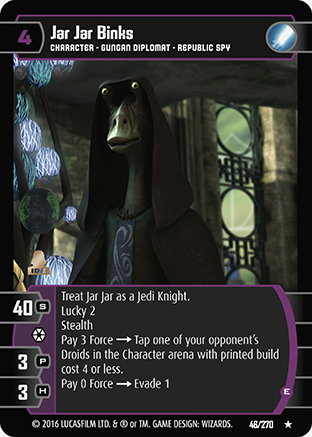 4
Jar Jar Binks
CHARACTER - GUNGAN DIPLOMAT - REPUBLIC SPY
Treat Jar Jar as a Jedi Knight.
40 S
Lucky 2
Stealth
Pay 3 Force → Tap one of your opponent's
Droids in the Character arena with printed build
3 P
cost 4 or less.
3 H
Pay 0 Force → Evade 1
E
© 2016 LUCASFILM LTD. & ® OR TM. GAME DESIGN: WIZARDS.
48/270 ★